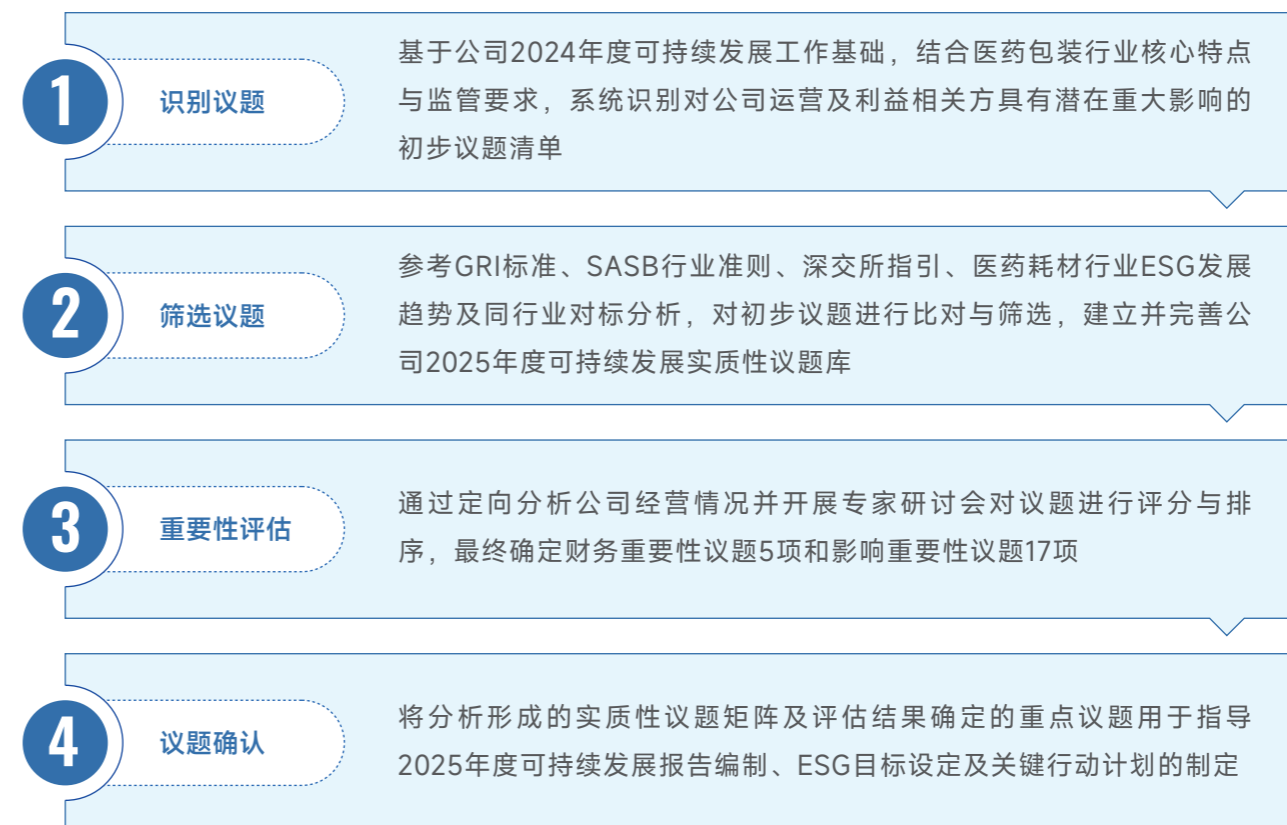 1
识别议题
基于公司2024年度可持续发展工作基础，结合医药包装行业核心特点
与监管要求，系统识别对公司运营及利益相关方具有潜在重大影响的
初步议题清单
2
筛选议题
参考GRI标准、SASB行业准则、深交所指引、医药耗材行业ESG发展
趋势及同行业对标分析，对初步议题进行比对与筛选，建立并完善公
司2025年度可持续发展实质性议题库
3
重要性评估
通过定向分析公司经营情况并开展专家研讨会对议题进行评分与排
序，最终确定财务重要性议题5项和影响重要性议题17项
4
议题确认
将分析形成的实质性议题矩阵及评估结果确定的重点议题用于指导
2025年度可持续发展报告编制、ESG目标设定及关键行动计划的制定